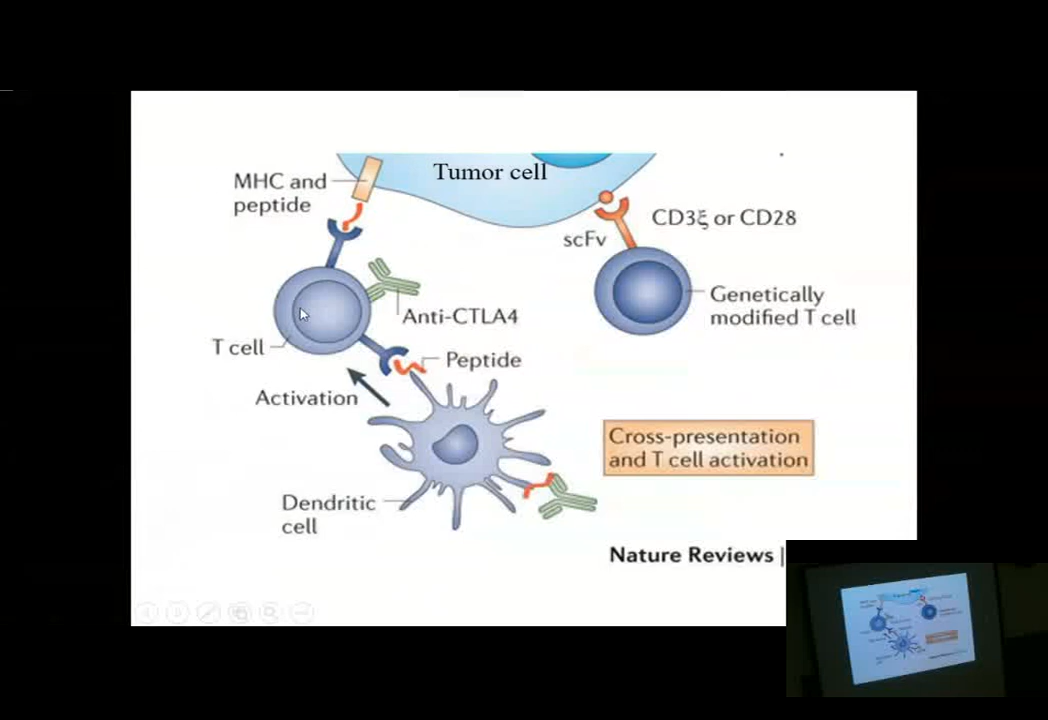 Tumor cell
MHC and
peptide
CD3ξ or CD28
scFv
Genetically
modified T cell
Anti-CTLA4
T cell
Peptide
Activation
Cross-presentation
and T cell activation
Dendritic
cell
Nature Reviews |